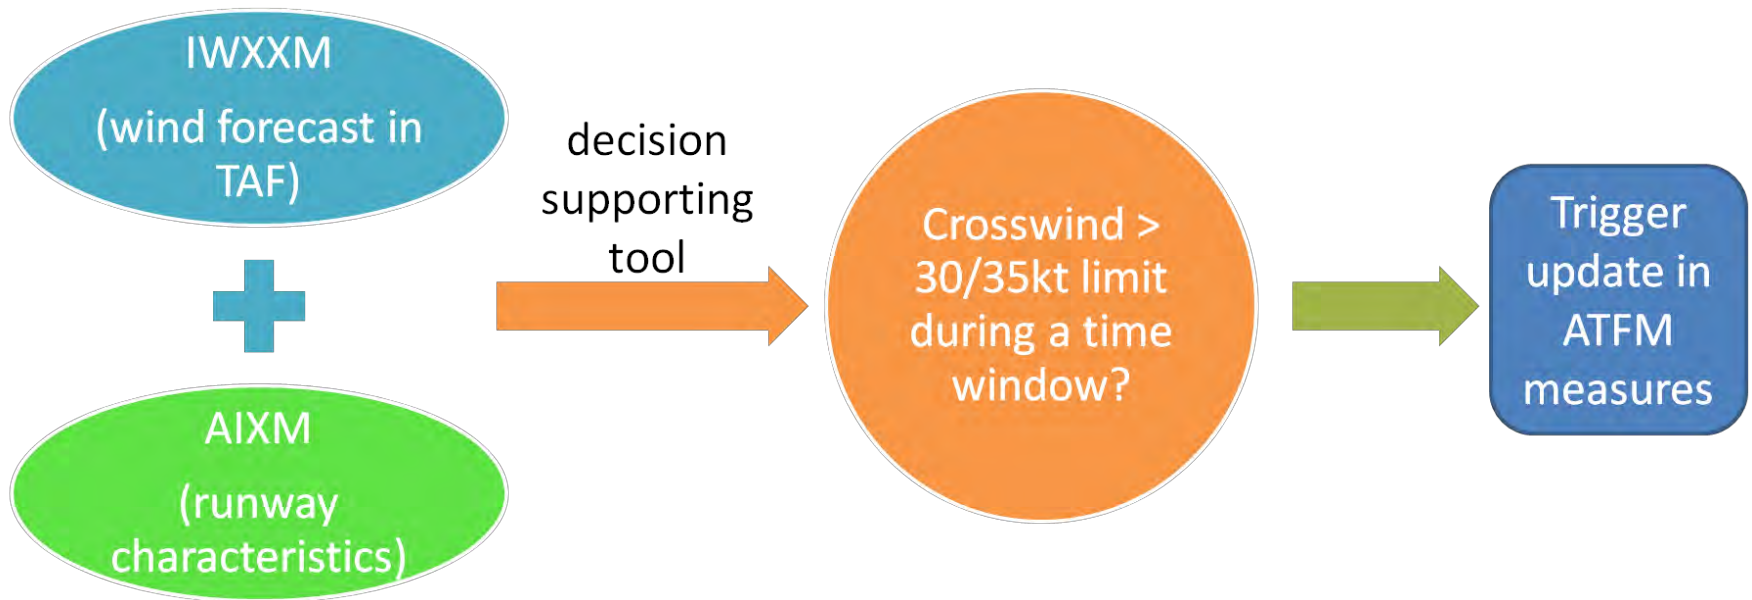 IWXXM
(wind forecast in
TAF)
AIXM
(runway
characteristics)
decision
supporting
tool
Crosswind >
30/35kt limit
during a time
window?
Trigger
update in
ATFM
measures